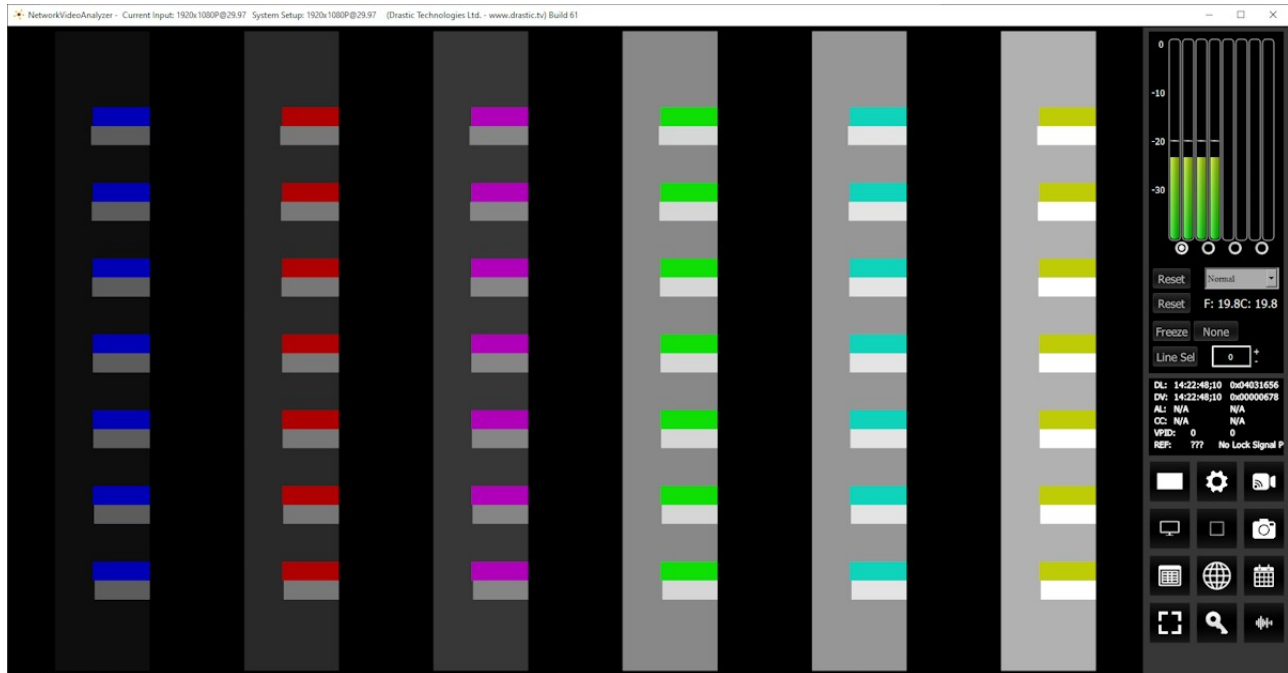 NetworkVideoAnalyzer - Current Input: 1920x1080P@29.97 System Setup: 1920x1080P@29.97 (Drastic Technologies Ltd. - www.drastic.tv) Build 61
0
-10
-20
-30
Reset Normal
Reset F: 19.8C: 19.8
Freeze None
Line Sel 0 + -
DL: 14:22:48;10 0x04031656
DV: 14:22:48;10 0x00000678
AL: N/A N/A
CC: N/A N/A
VPID: 0 0
REF: ??? No Lock Signal P